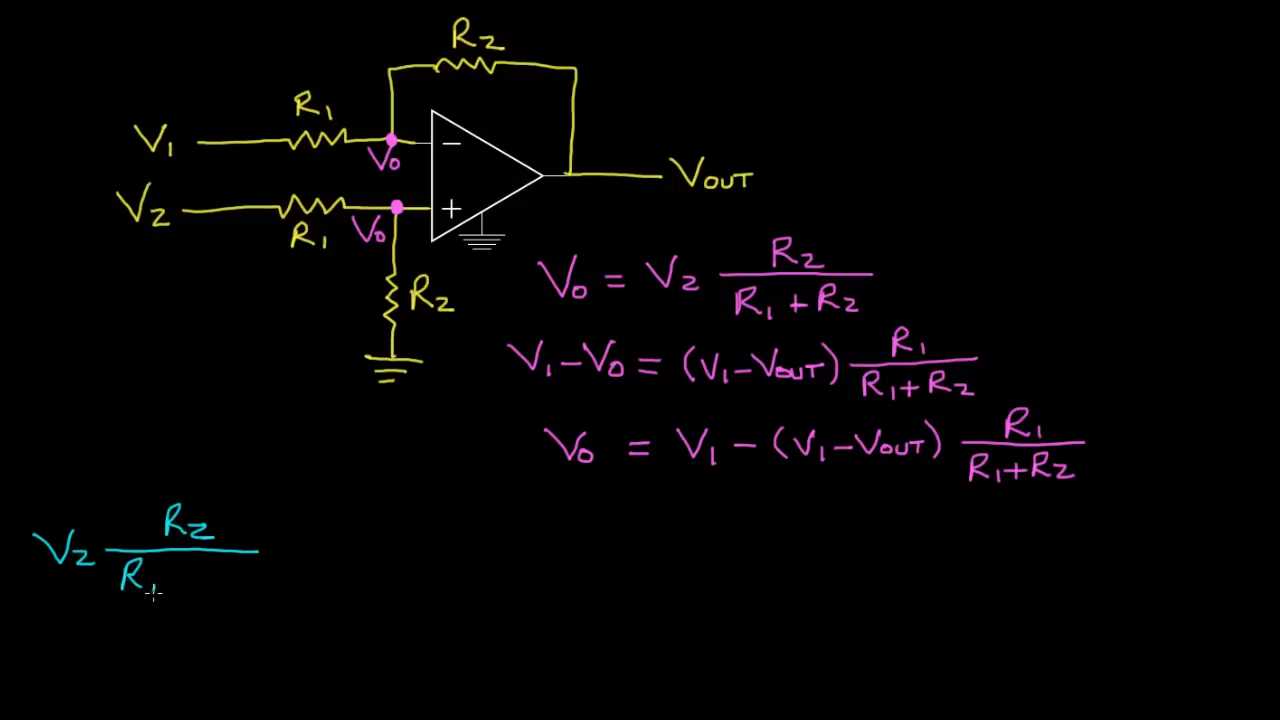 R2
R1
V1
V0
−
VOUT
V2
R1
V0
+
R2
V0 = V2 R2 / (R1 + R2)
V1 − V0 = (V1 − VOUT) R1 / (R1 + R2)
V0 = V1 − (V1 − VOUT) R1 / (R1 + R2)
V2 R2 / R1